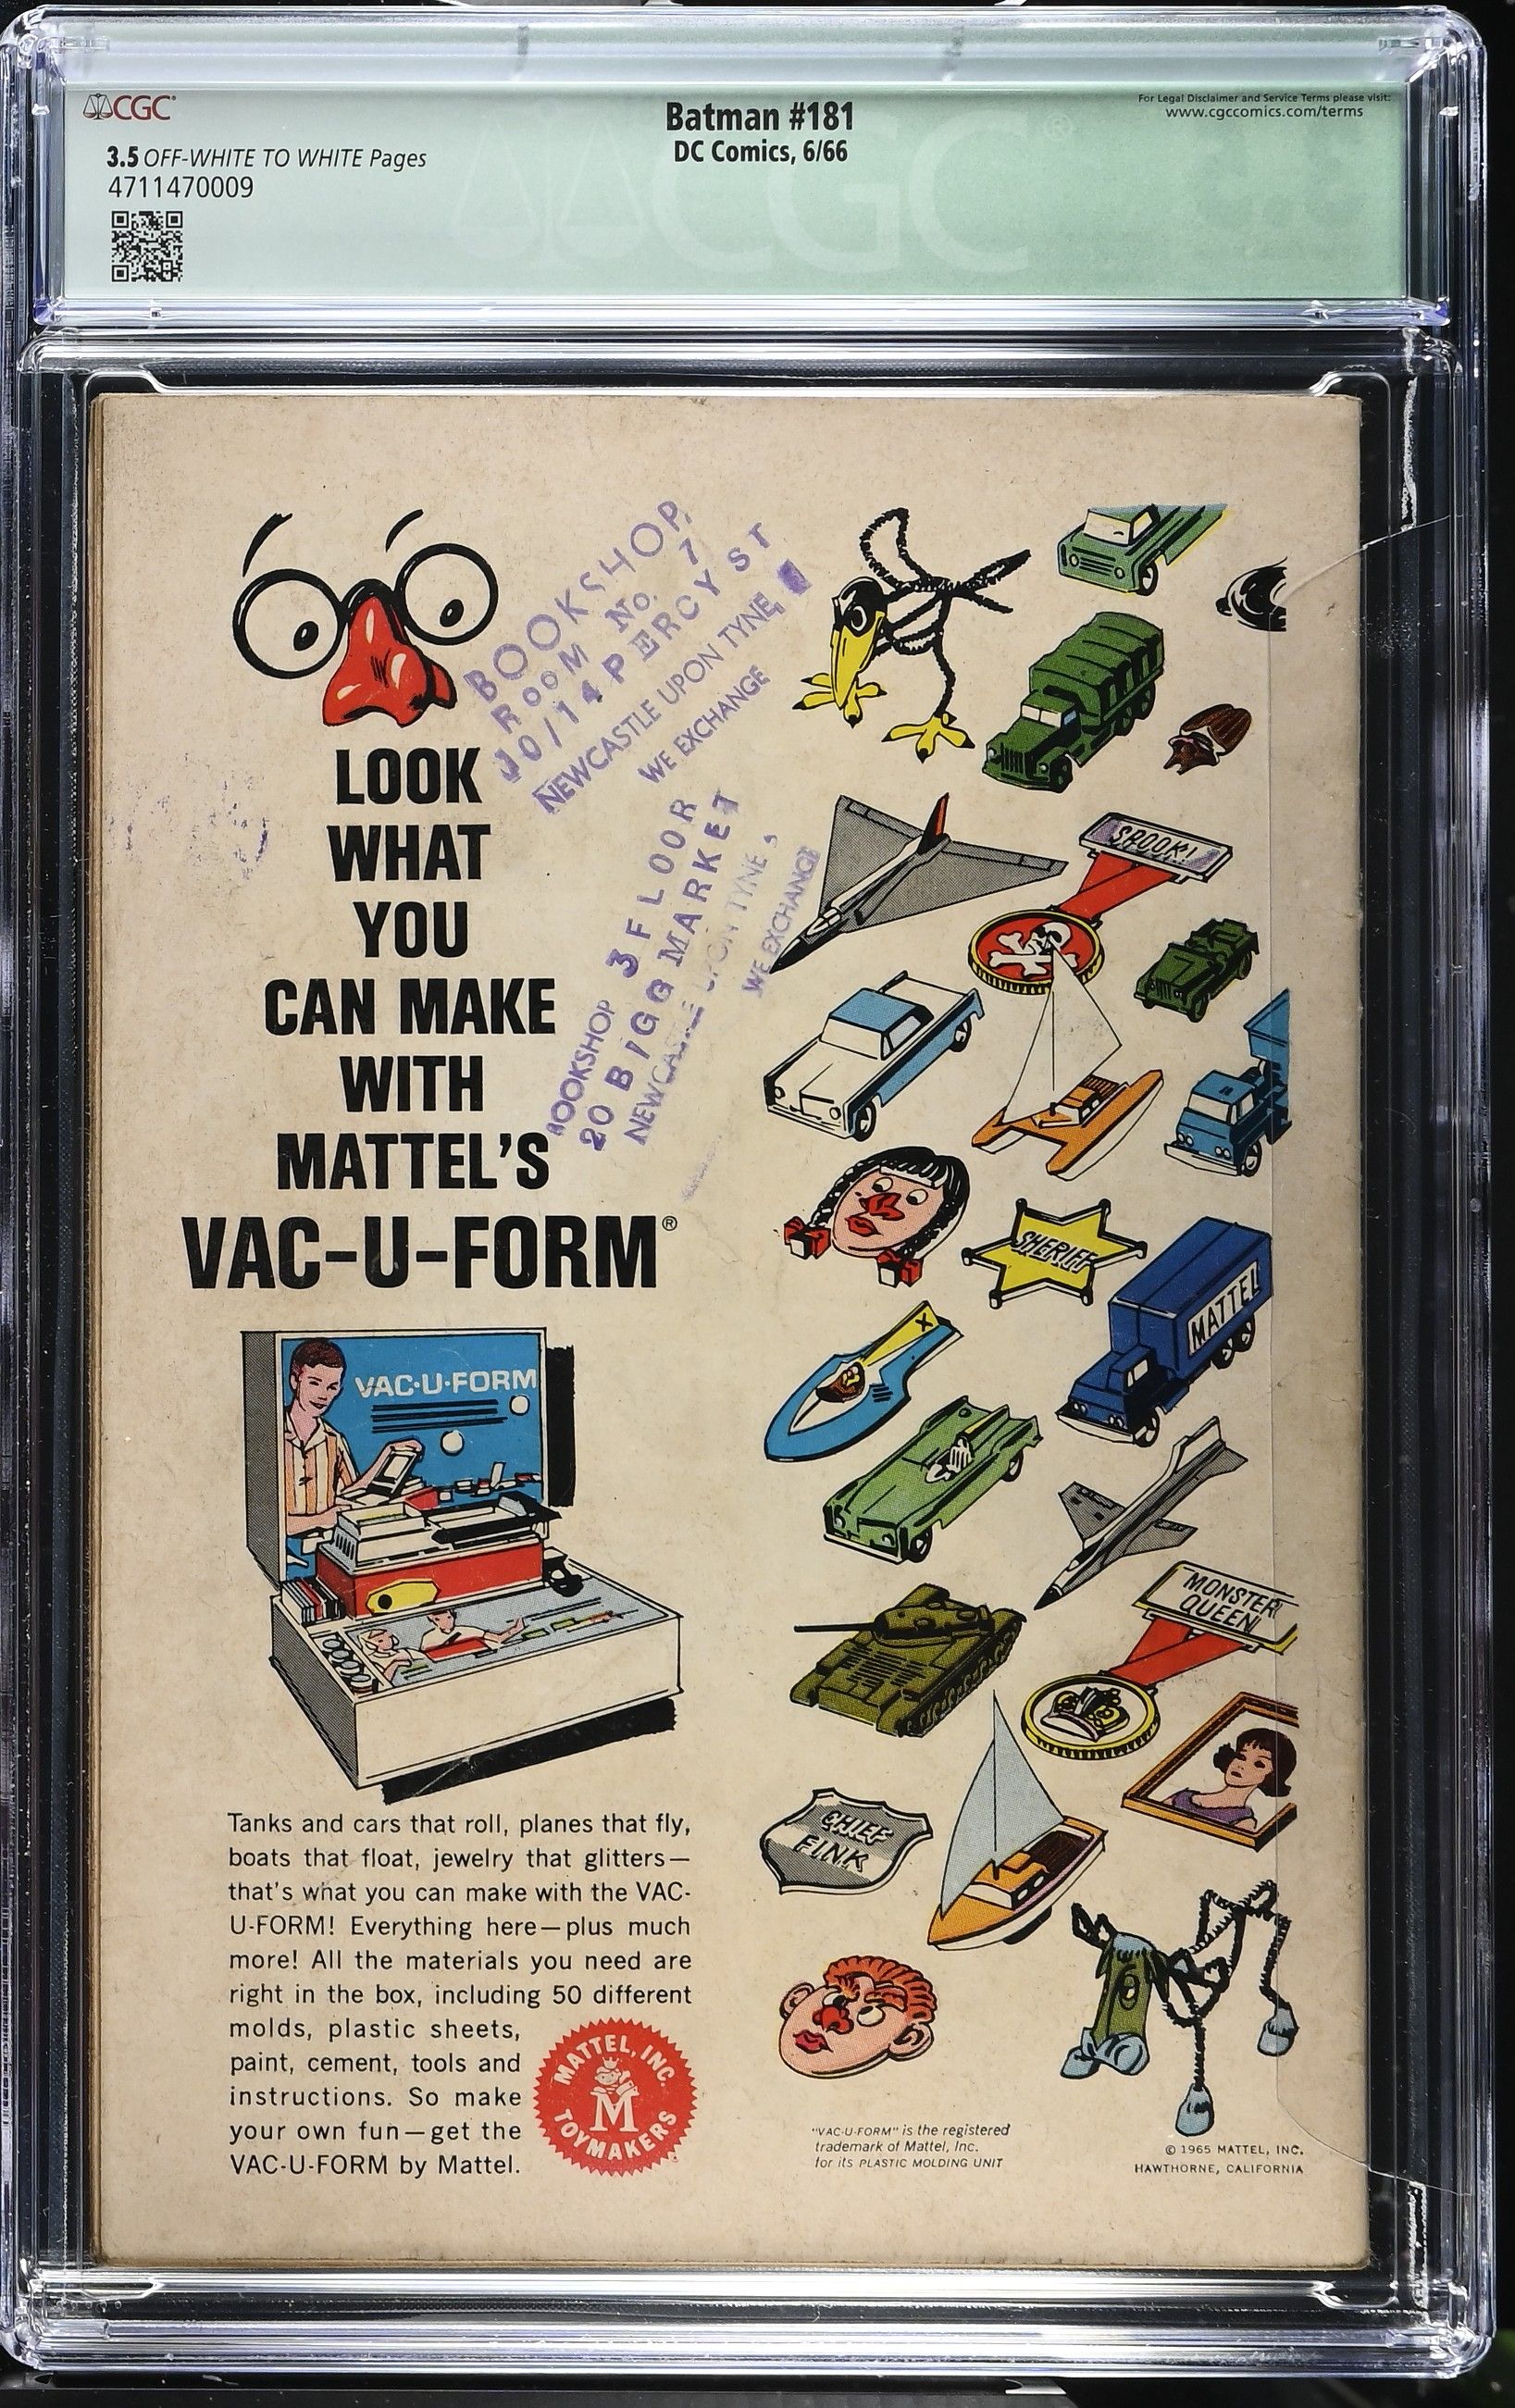 CGC
Batman #181
DC Comics, 6/66
For Legal Disclaimer and Service Terms please visit:
www.cgccomics.com/terms
3.5 OFF-WHITE TO WHITE Pages
4711470009
CGC
BOOKSHOP,
ROOM No. 7
10/14 PERCY ST
NEWCASTLE UPON TYNE,
WE EXCHANGE
BOOKSHOP 3 FLOOR
20 BIGG MARKET
NEWCASTLE UPON TYNE,
WE EXCHANGE
LOOK
WHAT
YOU
CAN MAKE
WITH
MATTEL'S
VAC-U-FORM®
VAC·U·FORM
Tanks and cars that roll, planes that fly,
boats that float, jewelry that glitters—
that's what you can make with the VAC-
U-FORM! Everything here—plus much
more! All the materials you need are
right in the box, including 50 different
molds, plastic sheets,
paint, cement, tools and
instructions. So make
your own fun—get the
VAC-U-FORM by Mattel.
MATTEL, INC.
M
TOYMAKERS
SPOOK!
SHERIFF
MATTEL
X
MONSTER
QUEEN
CHIEF
FINK
"VAC-U-FORM" is the registered
trademark of Mattel, Inc.
for its PLASTIC MOLDING UNIT
© 1965 MATTEL, INC.
HAWTHORNE, CALIFORNIA